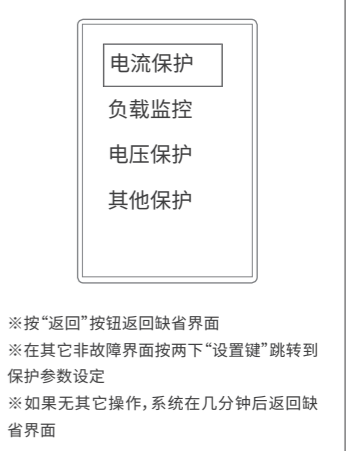 电流保护
负载监控
电压保护
其他保护
※按“返回”按钮返回缺省界面
※在其它非故障界面按两下“设置键”跳转到
保护参数设定
※如果无其它操作,系统在几分钟后返回缺
省界面